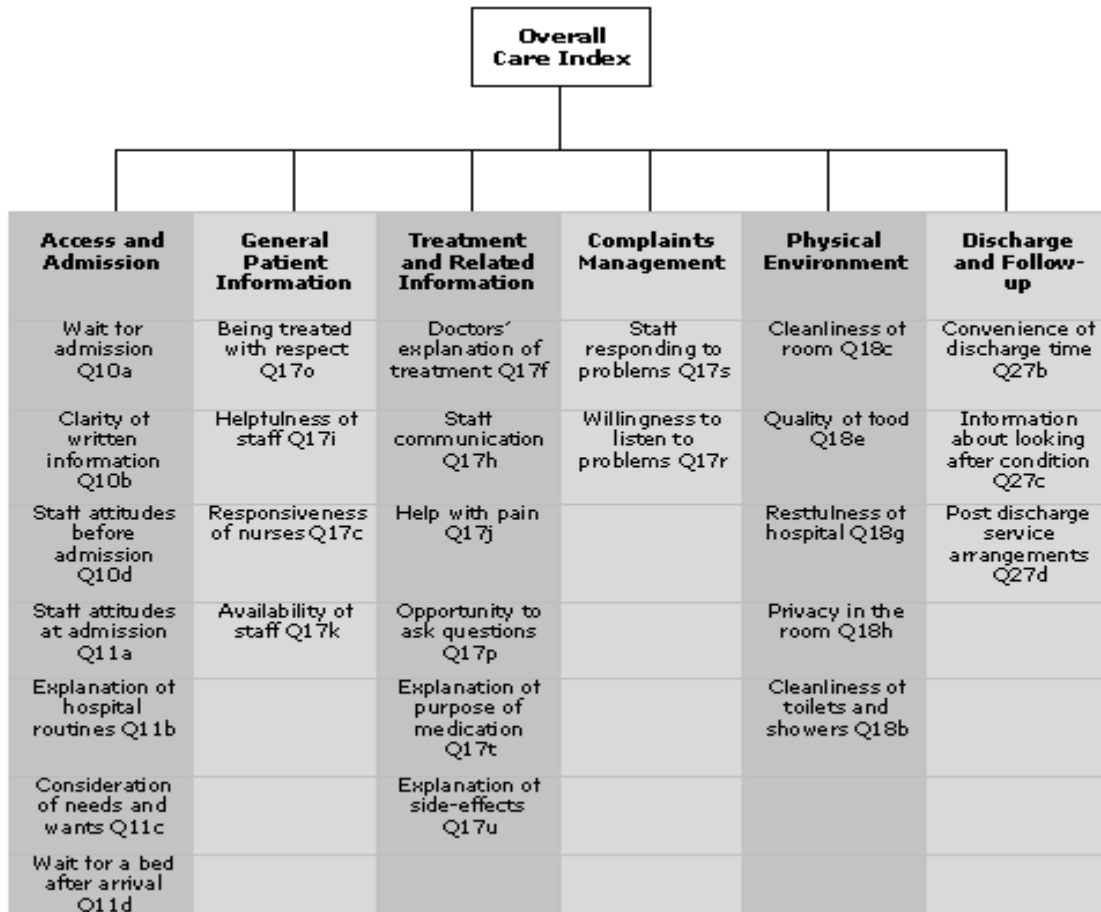 Overall
Care Index
Access and
Admission
General
Patient
Information
Treatment
and Related
Information
Complaints
Management
Physical
Environment
Discharge
and Follow-
up
Wait for
admission
Q10a
Being treated
with respect
Q17o
Doctors'
explanation of
treatment Q17f
Staff
responding to
problems Q17s
Cleanliness of
room Q18c
Convenience of
discharge time
Q27b
Clarity of
written
information
Q10b
Helpfulness of
staff Q17i
Staff
communication
Q17h
Willingness to
listen to
problems Q17r
Quality of food
Q18e
Information
about looking
after condition
Q27c
Staff attitudes
before
admission
Q10d
Responsiveness
of nurses Q17c
Help with pain
Q17j
Restfulness of
hospital Q18g
Post discharge
service
arrangements
Q27d
Staff attitudes
at admission
Q11a
Availability of
staff Q17k
Opportunity to
ask questions
Q17p
Privacy in the
room Q18h
Explanation of
hospital
routines Q11b
Explanation of
purpose of
medication
Q17t
Cleanliness of
toilets and
showers Q18b
Consideration
of needs and
wants Q11c
Explanation of
side-effects
Q17u
Wait for a bed
after arrival
Q11d